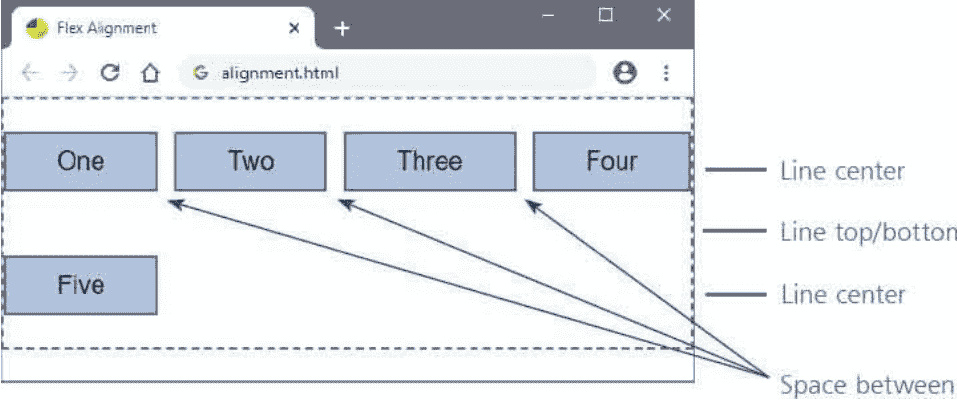 Flex Alignment
alignment.html
One Two Three Four
Line center
Line top/botton
Five
Line center
Space between